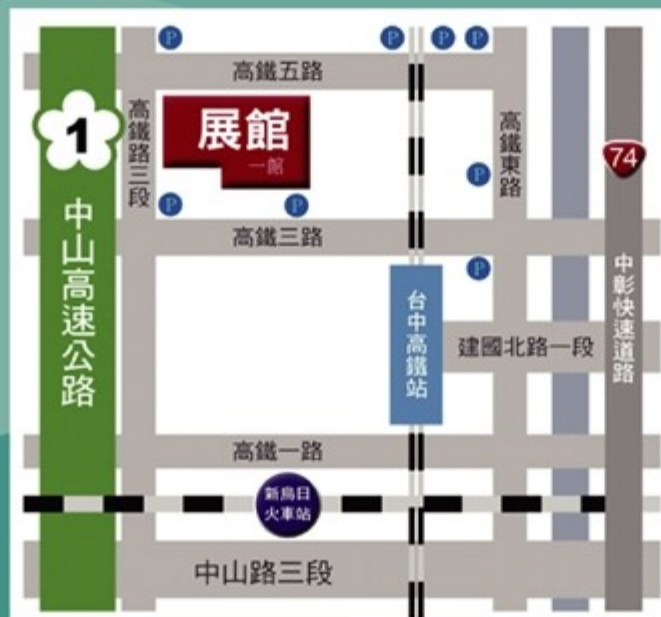 P
P
P
P
高鐵五路
1
中山高速公路
高鐵路三段
展館
一館
高鐵東路
74
中彰快速道路
P
P
P
高鐵三路
P
台中高鐵站
建國北路一段
高鐵一路
新烏日
火車站
中山路三段